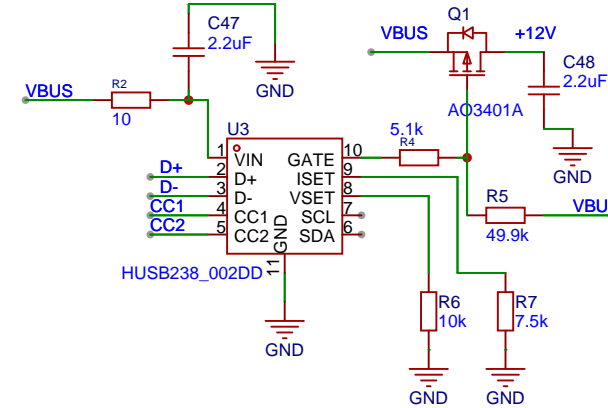 C47
2.2uF
GND
VBUS
R2
10
Q1
VBUS
+12V
AO3401A
C48
2.2uF
GND
U3
1 VIN GATE 10
D+ 2 D+ ISET 9
D- 3 D- VSET 8
CC1 4 CC1 SCL 7
CC2 5 CC2 SDA 6
GND
11
HUSB238_002DD
GND
5.1k
R4
R5
49.9k
VBU
R6
10k
GND
R7
7.5k
GND